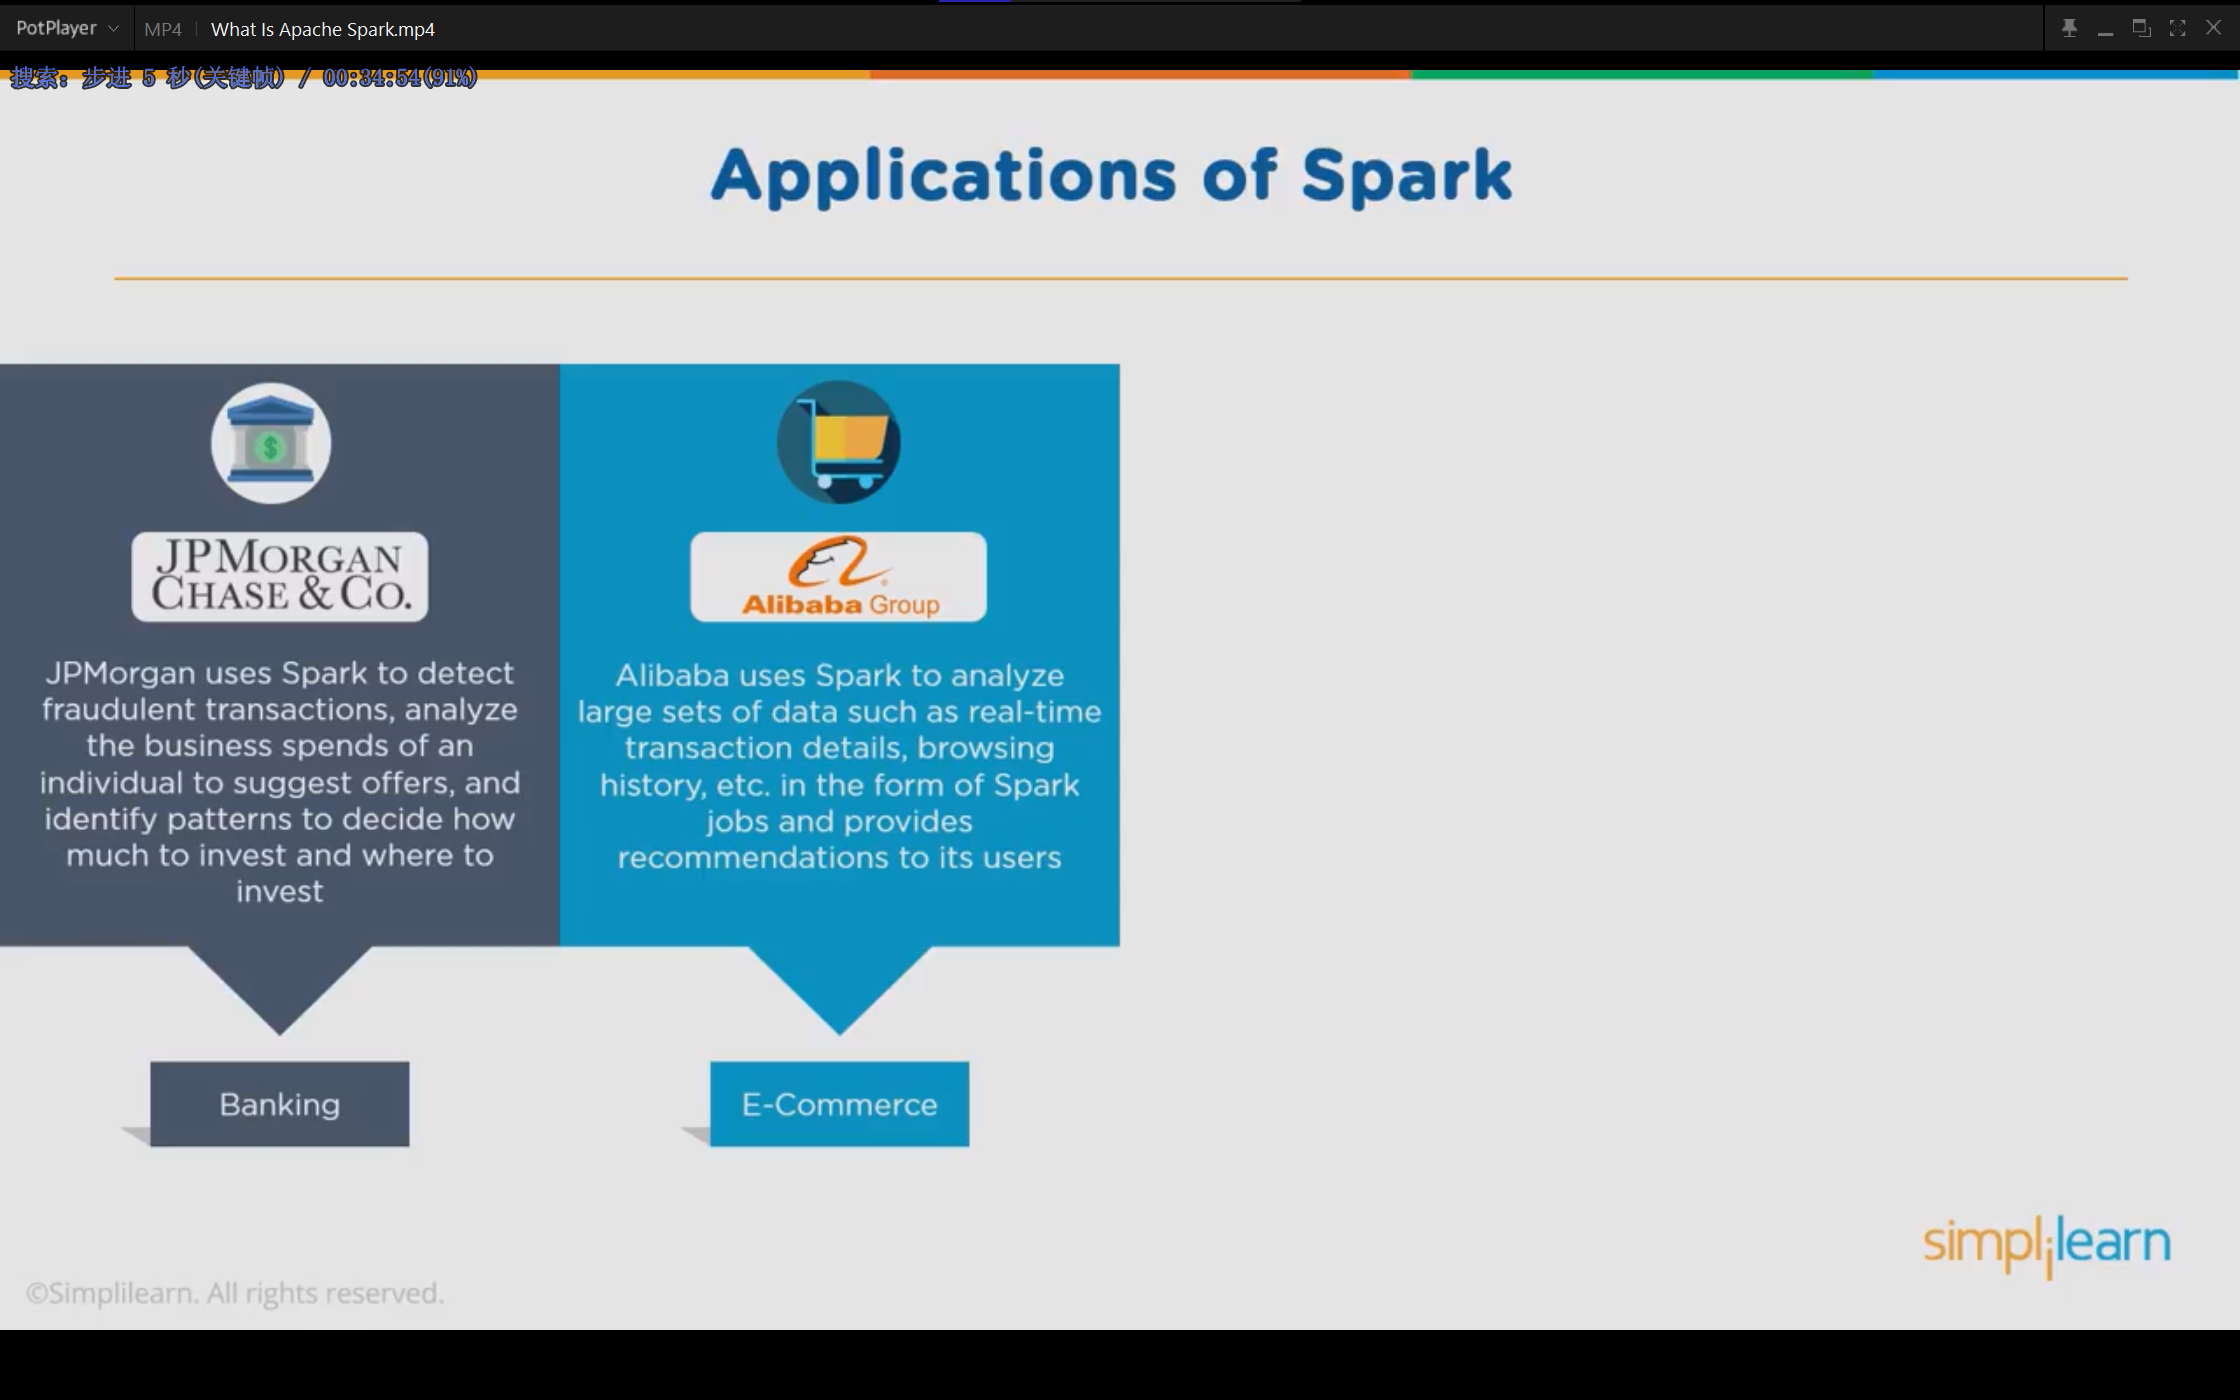 PotPlayer
MP4
What Is Apache Spark.mp4
搜索: 步进 5 秒(关键帧) / 00:34:54(91%)
Applications of Spark
$
JPMORGAN
CHASE & CO.
JPMorgan uses Spark to detect
fraudulent transactions, analyze
the business spends of an
individual to suggest offers, and
identify patterns to decide how
much to invest and where to
invest
Banking
Alibaba Group
Alibaba uses Spark to analyze
large sets of data such as real-time
transaction details, browsing
history, etc. in the form of Spark
jobs and provides
recommendations to its users
E-Commerce
simplilearn
©Simplilearn. All rights reserved.